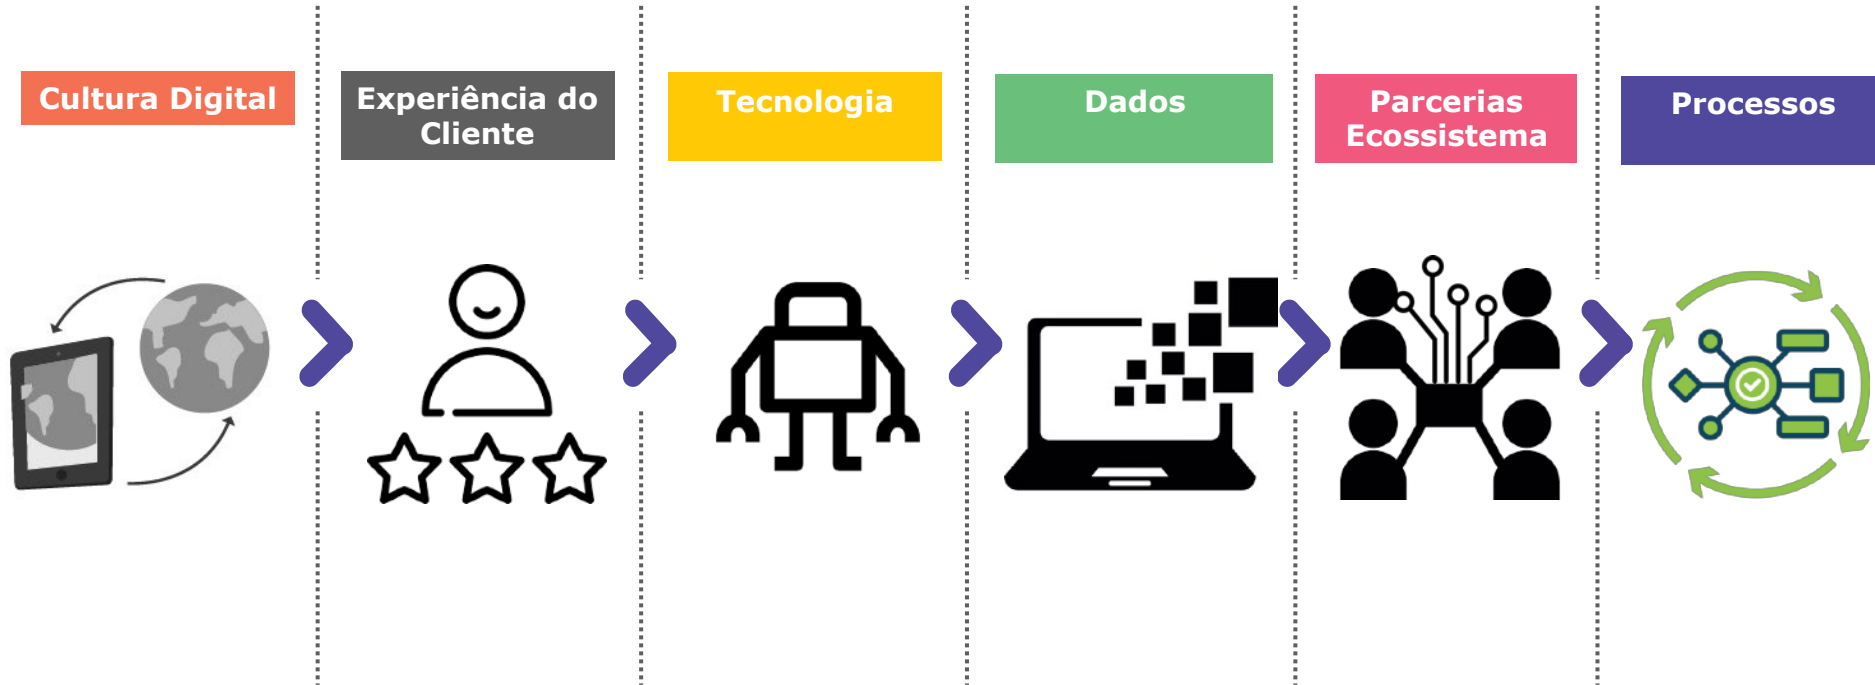 Cultura Digital
Experiência do
Cliente
Tecnologia
Dados
Parcerias
Ecossistema
Processos